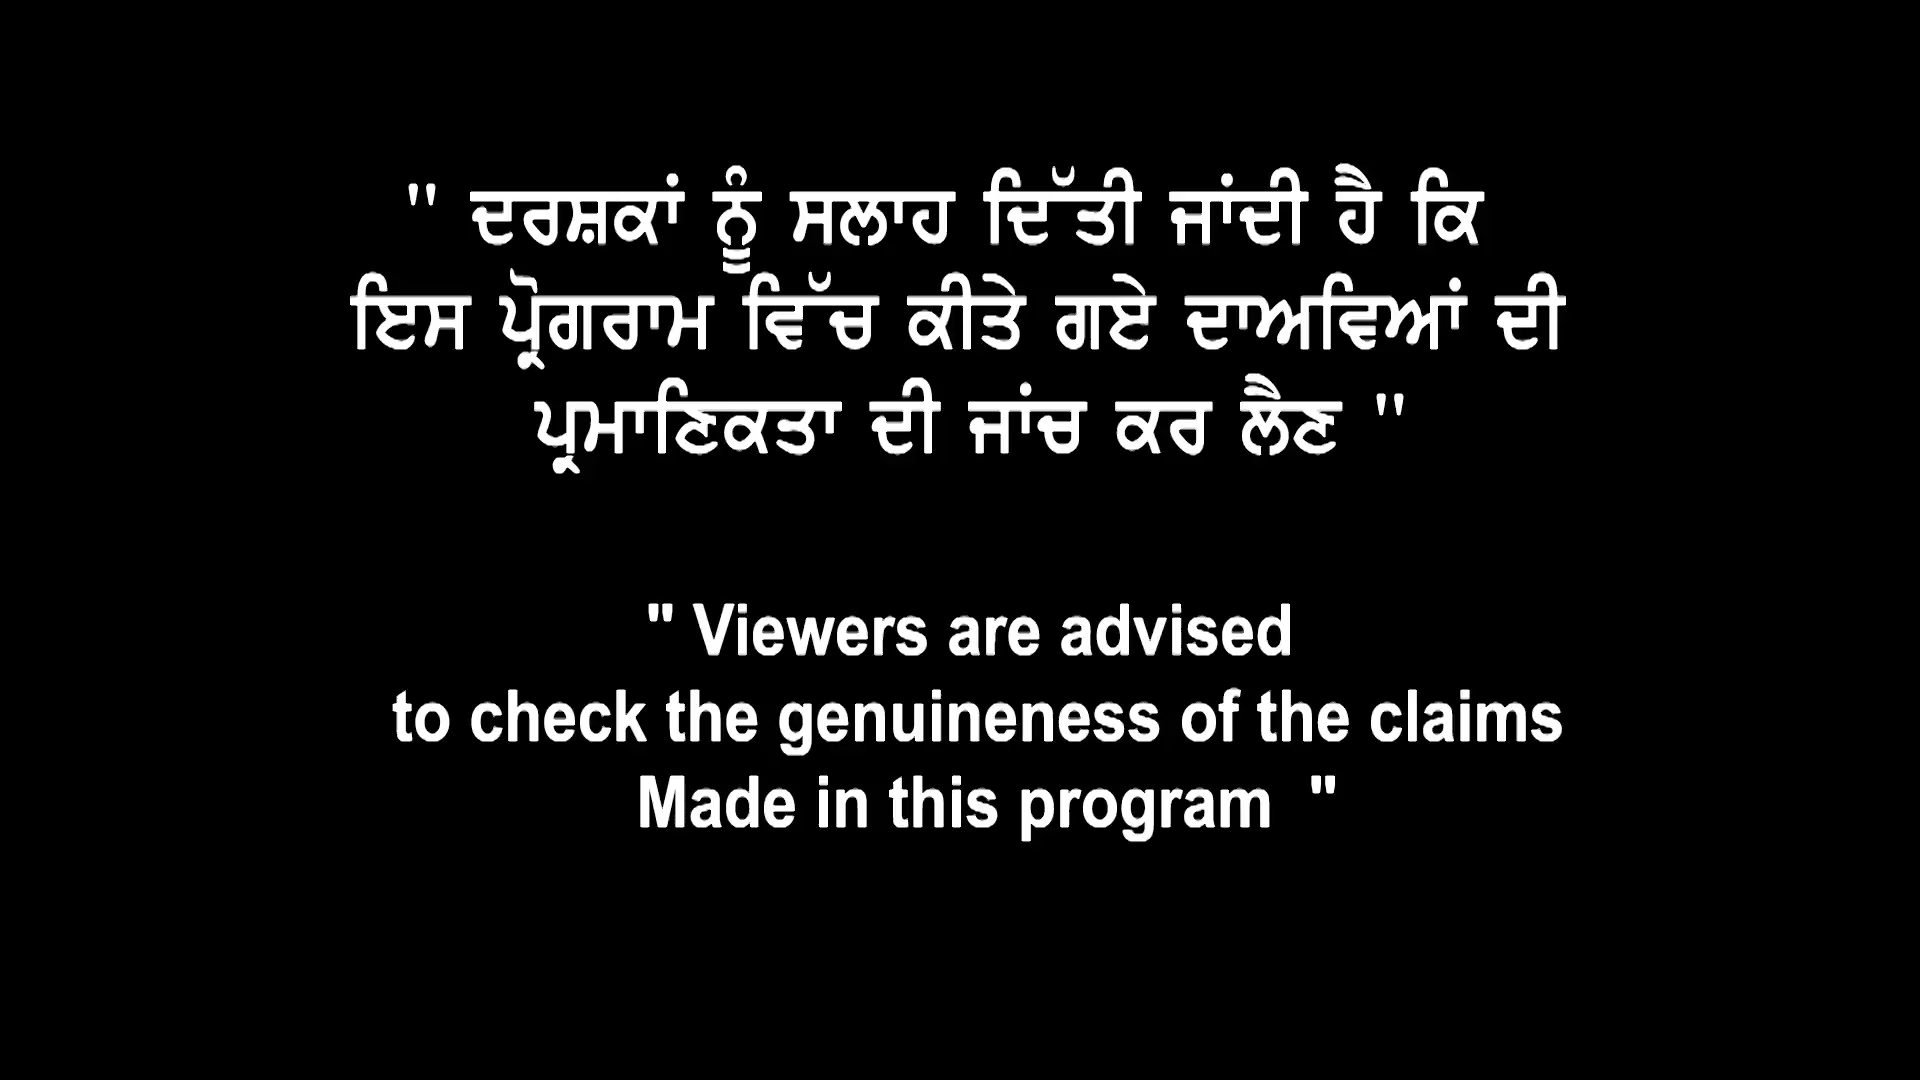 " ਦਰਸ਼ਕਾਂ ਨੂੰ ਸਲਾਹ ਦਿੱਤੀ ਜਾਂਦੀ ਹੈ ਕਿ
ਇਸ ਪ੍ਰੋਗਰਾਮ ਵਿੱਚ ਕੀਤੇ ਗਏ ਦਾਅਵਿਆਂ ਦੀ
ਪ੍ਰਮਾਣਿਕਤਾ ਦੀ ਜਾਂਚ ਕਰ ਲੈਣ "
" Viewers are advised
to check the genuineness of the claims
Made in this program "